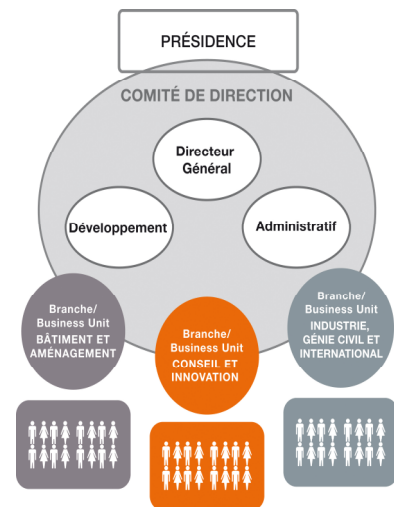 PRÉSIDENCE
COMITÉ DE DIRECTION
Directeur
Général
Développement
Administratif
Branche/
Business Unit
BÂTIMENT ET
AMÉNAGEMENT
Branche/
Business Unit
CONSEIL ET
INNOVATION
Branche/
Business Unit
INDUSTRIE,
GÉNIE CIVIL ET
INTERNATIONAL